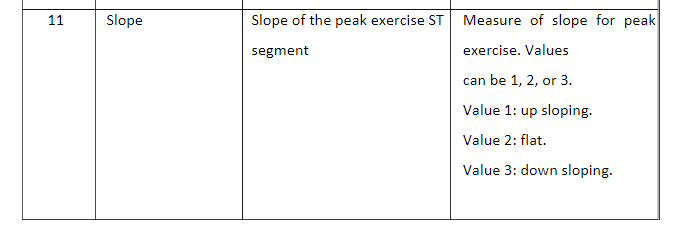 11
Slope
Slope of the peak exercise ST
segment
Measure of slope for peak
exercise. Values
can be 1, 2, or 3.
Value 1: up sloping.
Value 2: flat.
Value 3: down sloping.